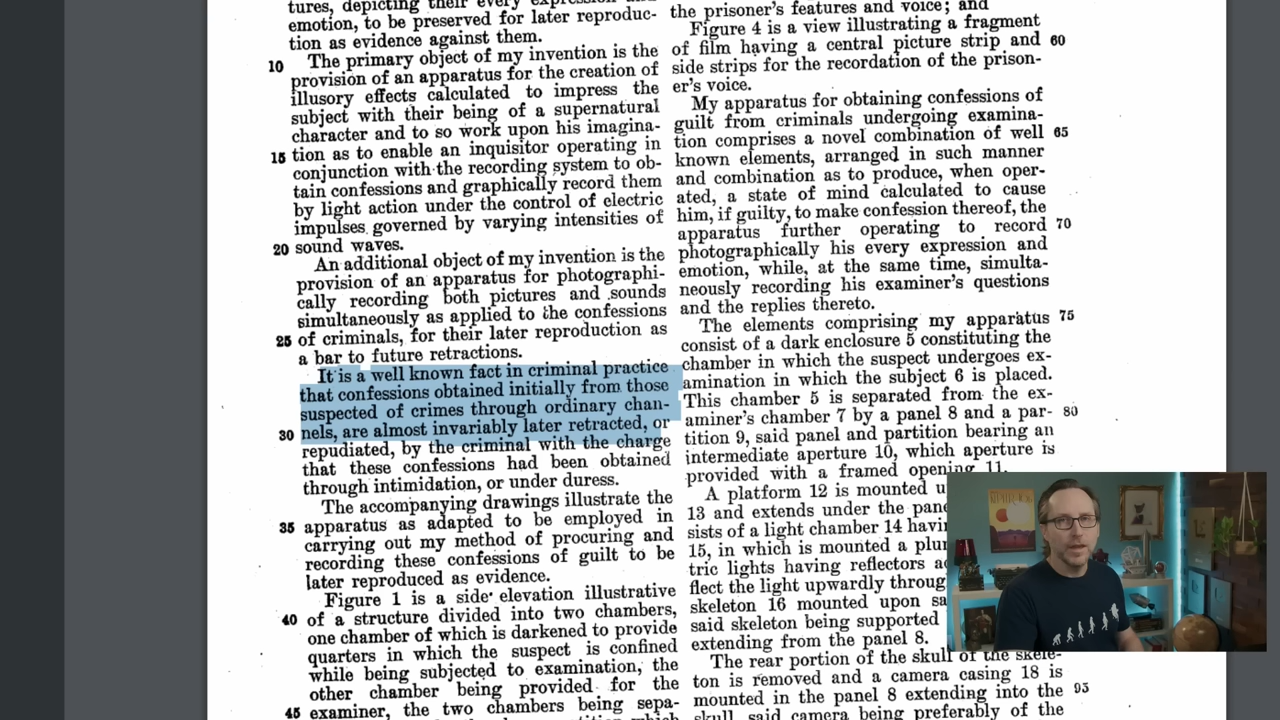 tures, depicting their every expression and
emotion, to be preserved for later reproduc-
tion as evidence against them.
10 The primary object of my invention is the
provision of an apparatus for the creation of
illusory effects calculated to impress the
subject with their being of a supernatural
character and to so work upon his imagina-
15 tion as to enable an inquisitor operating in
conjunction with the recording system to ob-
tain confessions and graphically record them
by light action under the control of electric
impulses governed by varying intensities of
20 sound waves.
An additional object of my invention is the
provision of an apparatus for photographi-
cally recording both pictures and sounds
simultaneously as applied to the confessions
25 of criminals, for their later reproduction as
a bar to future retractions.
It is a well known fact in criminal practice
that confessions obtained initially from those
suspected of crimes through ordinary chan-
30 nels, are almost invariably later retracted, or
repudiated, by the criminal with the charge
that these confessions had been obtained
through intimidation, or under duress.
The accompanying drawings illustrate the
35 apparatus as adapted to be employed in
carrying out my method of procuring and
recording these confessions of guilt to be
later reproduced as evidence.
Figure 1 is a side elevation illustrative
40 of a structure divided into two chambers,
one chamber of which is darkened to provide
quarters in which the suspect is confined
while being subjected to examination, the
other chamber being provided for the
45 examiner, the two chambers being sepa-
the prisoner's features and voice; and
Figure 4 is a view illustrating a fragment
of film having a central picture strip and 60
side strips for the recordation of the prison-
er's voice.
My apparatus for obtaining confessions of
guilt from criminals undergoing examina-
tion comprises a novel combination of well 65
known elements, arranged in such manner
and combination as to produce, when oper-
ated, a state of mind calculated to cause
him, if guilty, to make confession thereof, the
apparatus further operating to record 70
photographically his every expression and
emotion, while, at the same time, simulta-
neously recording his examiner's questions
and the replies thereto.
The elements comprising my apparatus 75
consist of a dark enclosure 5 constituting the
chamber in which the suspect undergoes ex-
amination in which the subject 6 is placed.
This chamber 5 is separated from the ex-
aminer's chamber 7 by a panel 8 and a par- 80
tition 9, said panel and partition bearing an
intermediate aperture 10, which aperture is
provided with a framed opening 11.
A platform 12 is mounted u
13 and extends under the pane
sists of a light chamber 14 havi
15, in which is mounted a plur
tric lights having reflectors a
flect the light upwardly throug
skeleton 16 mounted upon sa
said skeleton being supported
extending from the panel 8.
The rear portion of the skull of the skele-
ton is removed and a camera casing 18 is
mounted in the panel 8 extending into the 95
skull, said camera being preferably of the